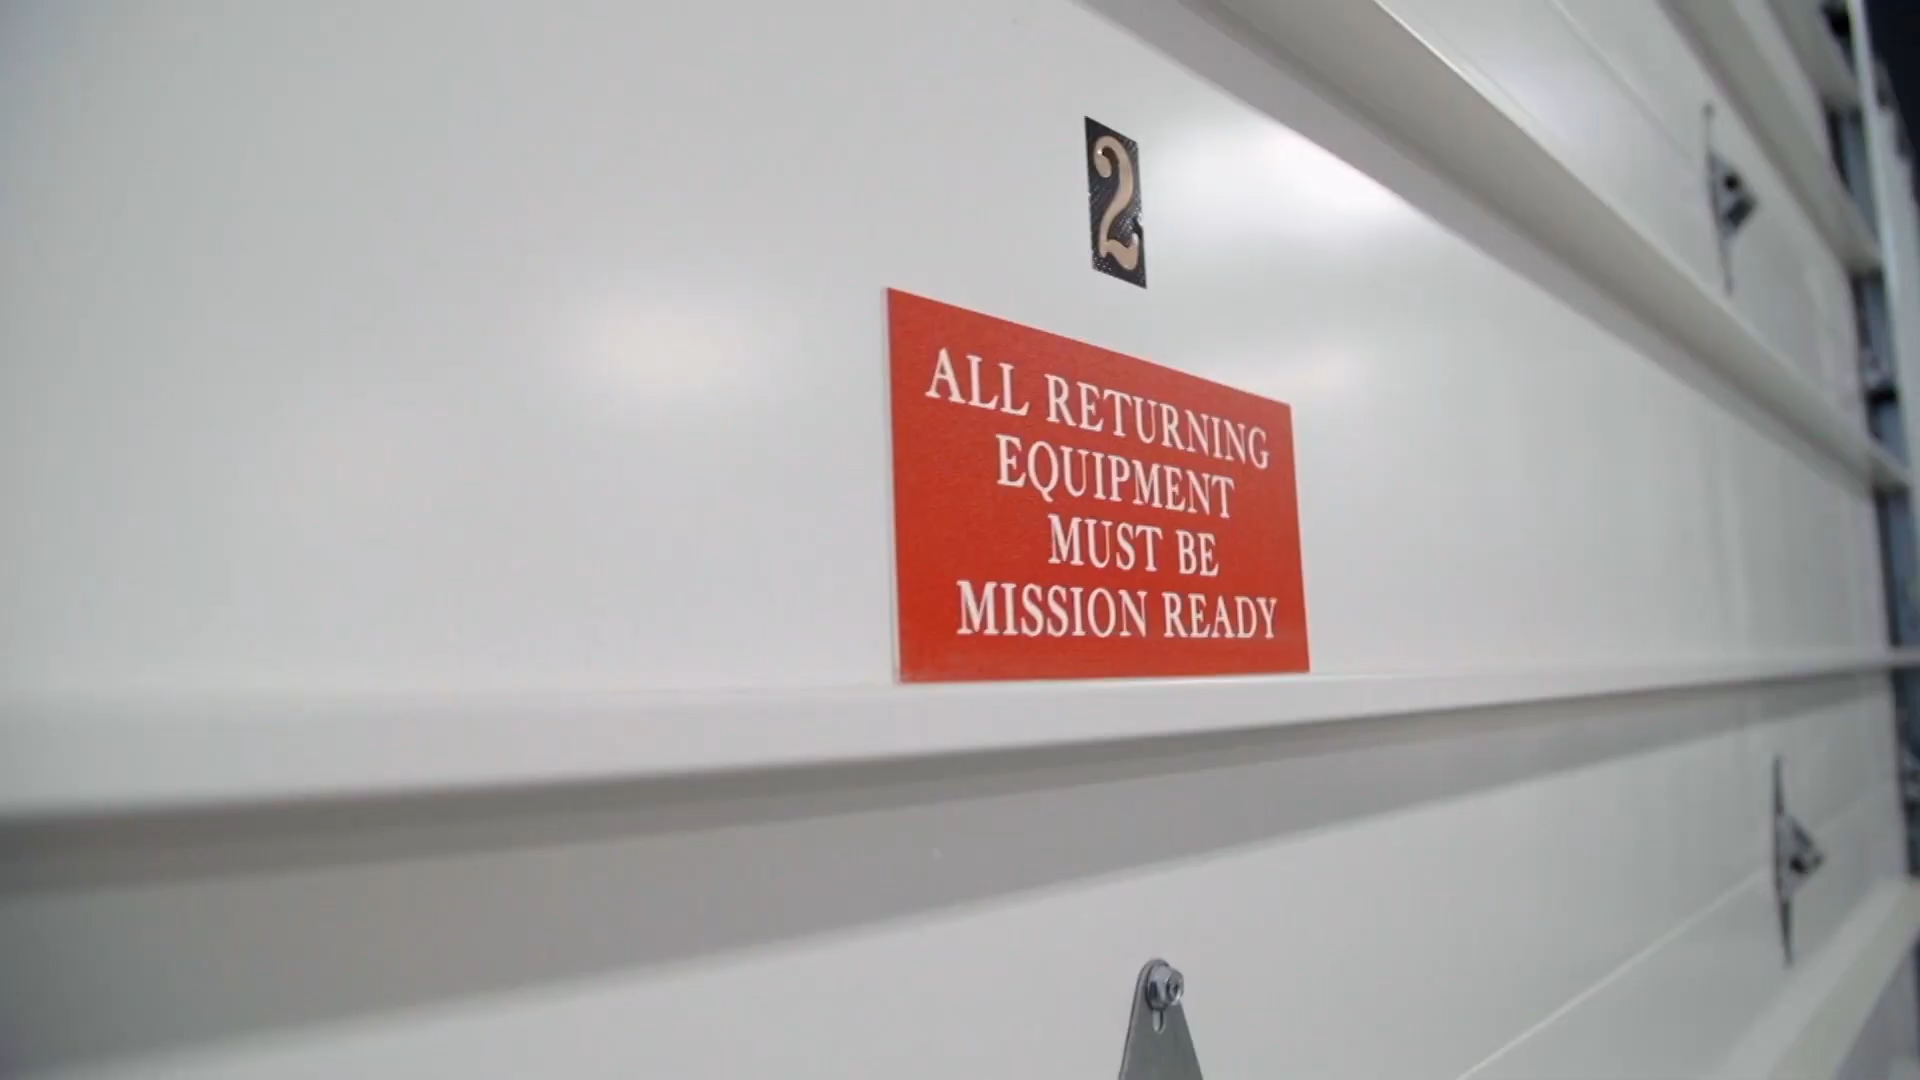 2
ALL RETURNING
EQUIPMENT
MUST BE
MISSION READY